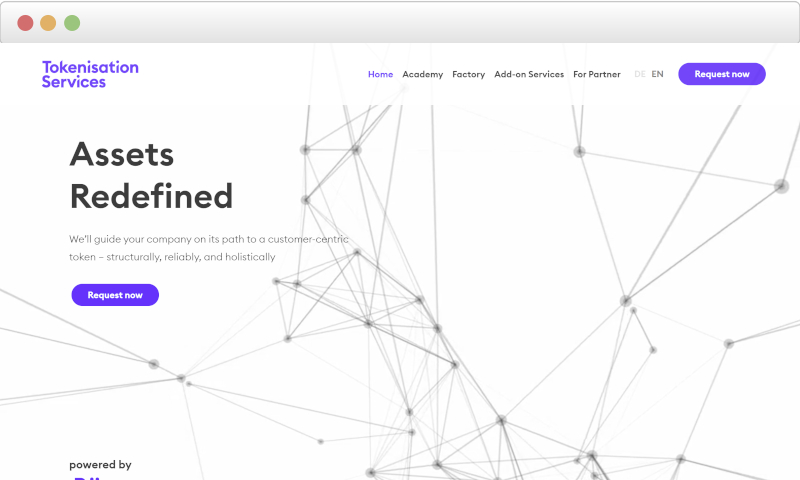 Tokenisation
Services
Home Academy Factory Add-on Services For Partner DE EN Request now
Assets
Redefined
We'll guide your company on its path to a customer-centric
token – structurally, reliably, and holistically
Request now
powered by